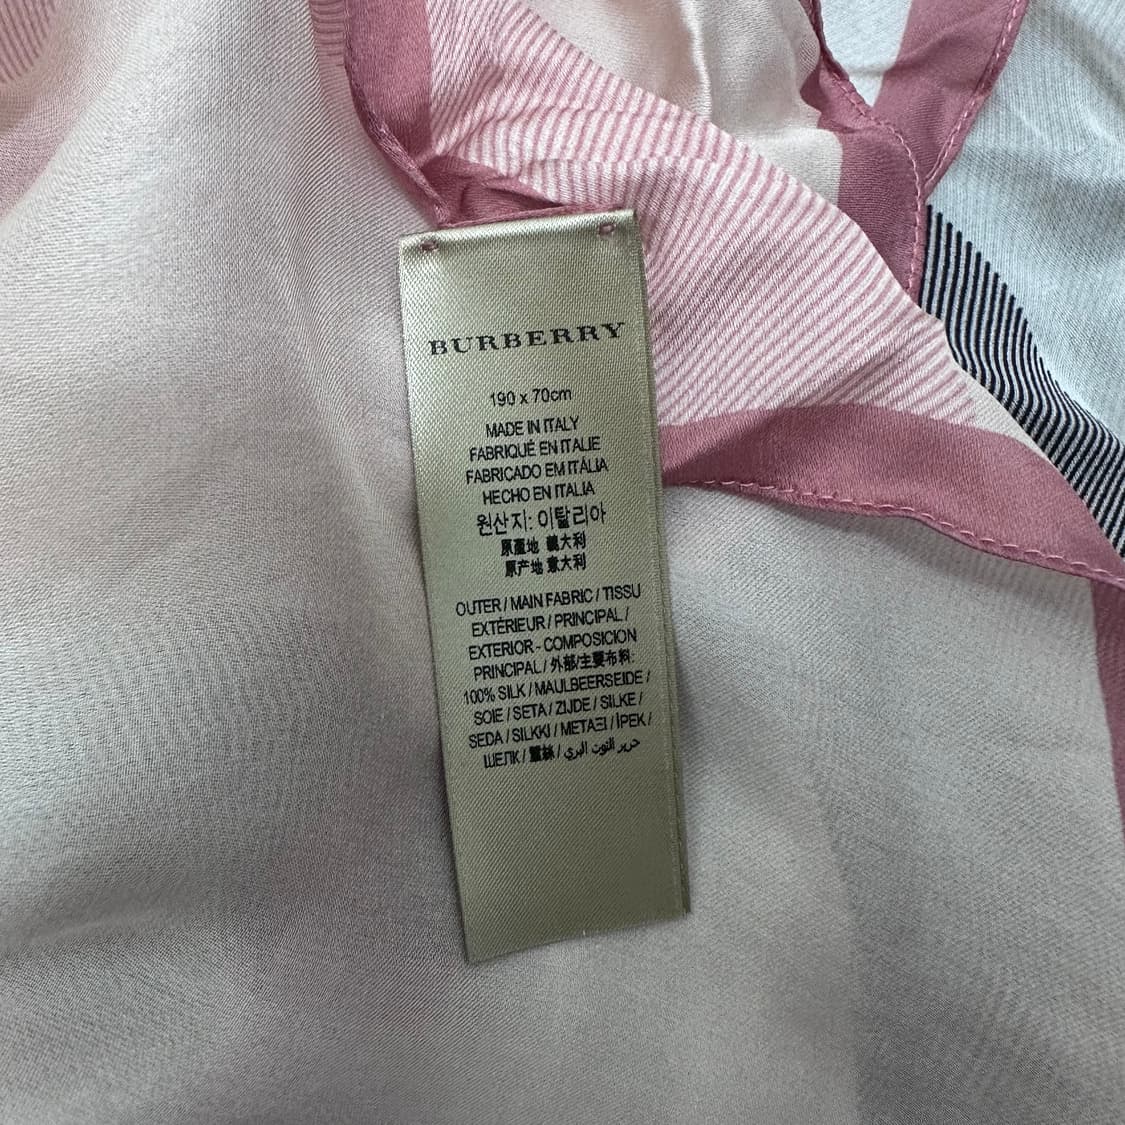 BURBERRY
190 x 70cm
MADE IN ITALY
FABRIQUÉ EN ITALIE
FABRICADO EM ITÁLIA
HECHO EN ITALIA
원산지: 이탈리아
原產地 義大利
原产地 意大利
OUTER / MAIN FABRIC / TISSU
EXTÉRIEUR / PRINCIPAL /
EXTERIOR - COMPOSICION
PRINCIPAL / 外部/主要布料:
100% SILK / MAULBEERSEIDE /
SOIE / SETA / ZIJDE / SILKE /
SEDA / SILKKI / ΜΕΤΑΞΙ / İPEK /
ШЕЛК / 蠶絲 / حرير التوت البري